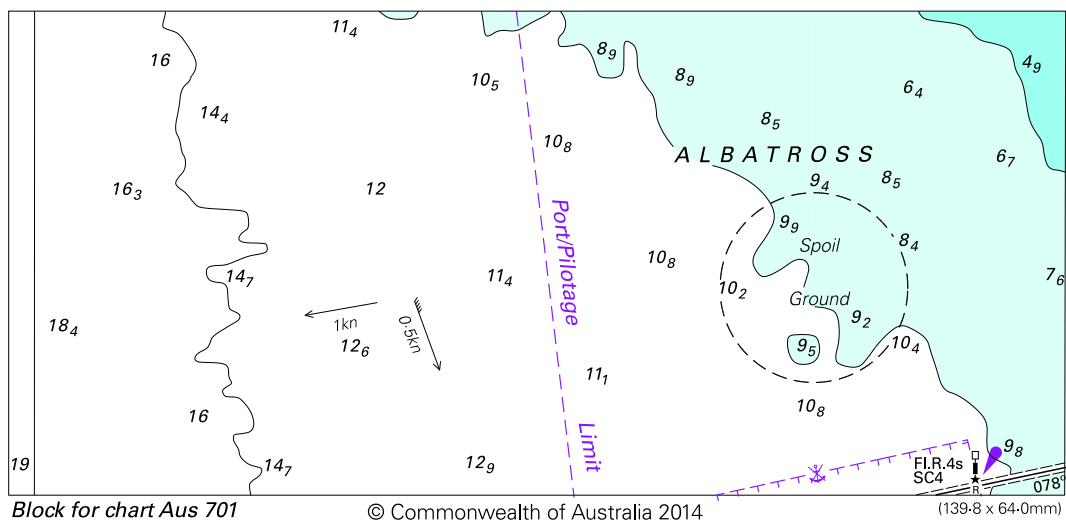 11₄
8₉
4₉
16
10₅
8₉
6₄
14₄
8₅
10₈
ALBATROSS
6₇
16₃
12
9₄
8₅
9₉
Port/Pilotage
Spoil
8₄
10₈
14₇
11₄
10₂
7₆
Ground
18₄
1kn
0·5kn
9₂
12₆
9₅
10₄
11₁
16
10₈
Limit
9₈
19
14₇
12₉
Fl.R.4s
SC4
R
078°
Block for chart Aus 701
© Commonwealth of Australia 2014
(139·8 x 64·0mm)